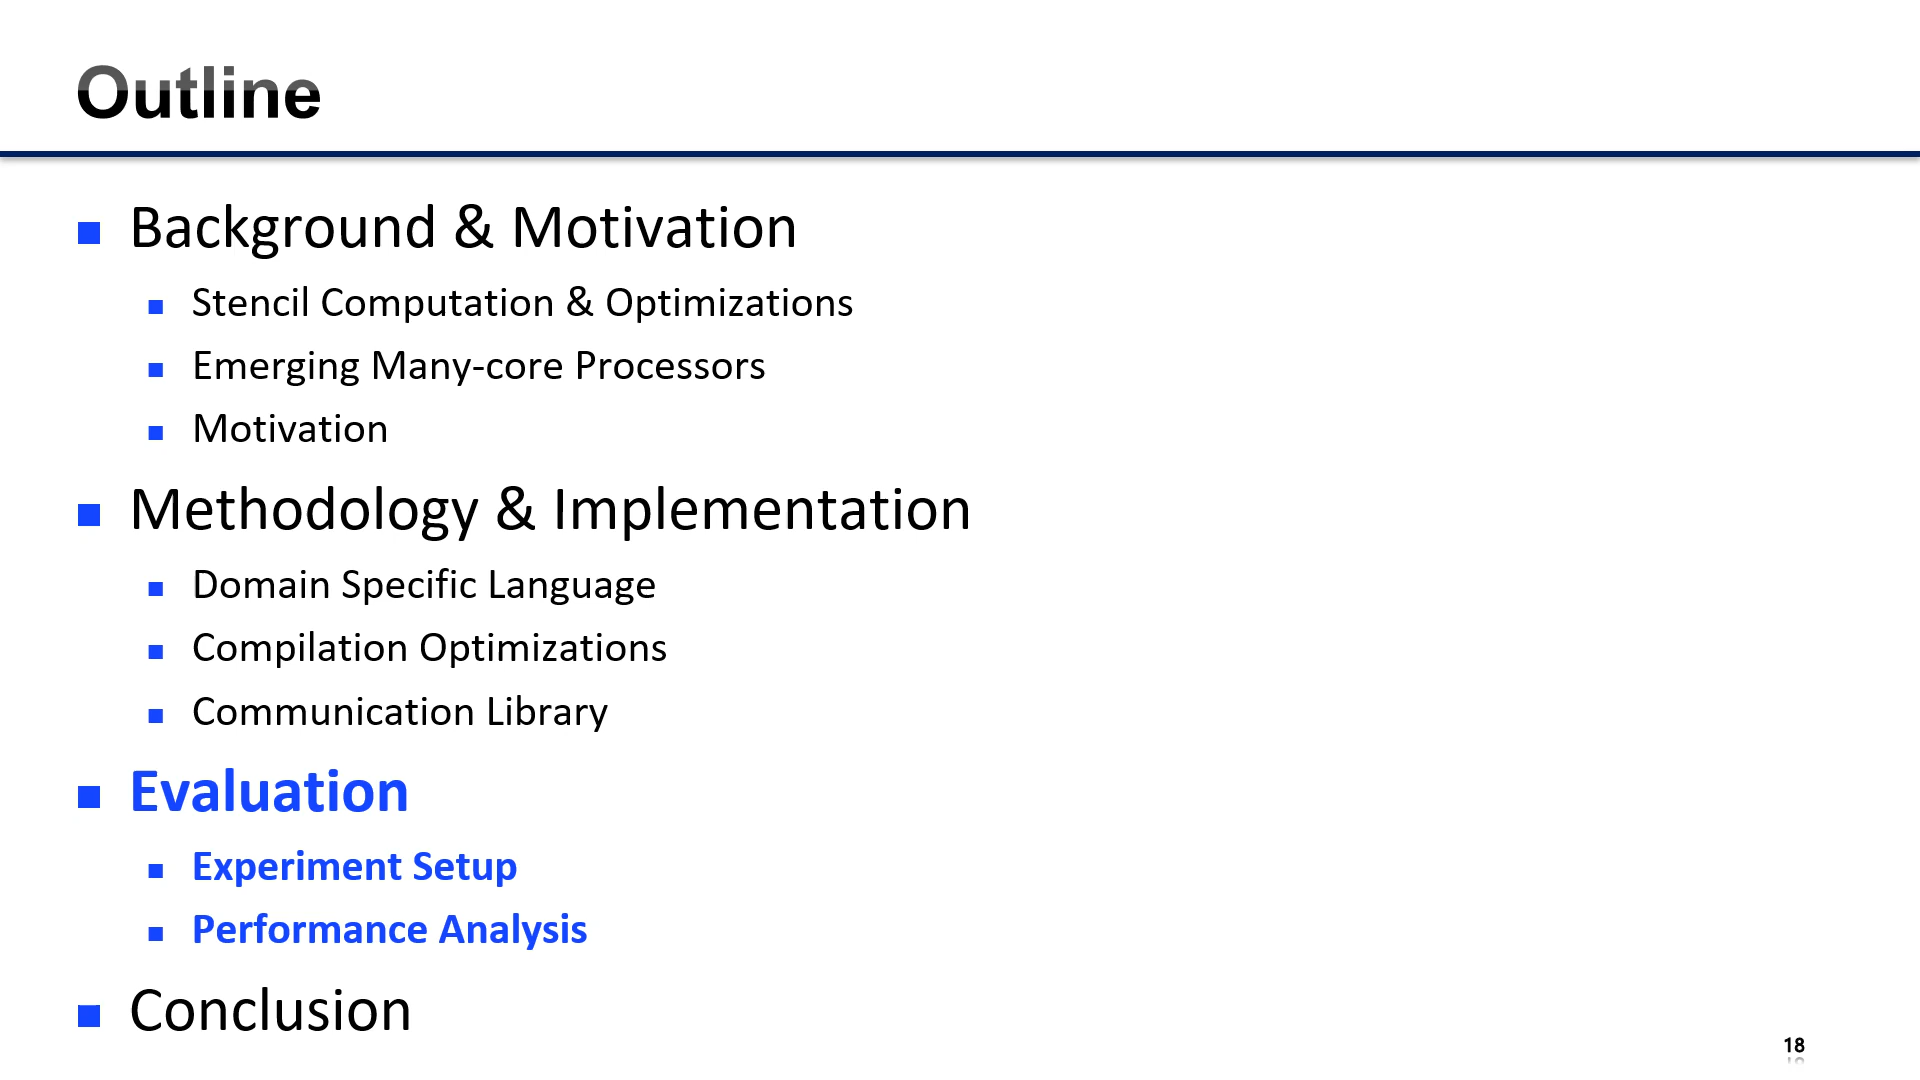 Outline
Background & Motivation
Stencil Computation & Optimizations
Emerging Many-core Processors
Motivation
Methodology & Implementation
Domain Specific Language
Compilation Optimizations
Communication Library
Evaluation
Experiment Setup
Performance Analysis
Conclusion
18